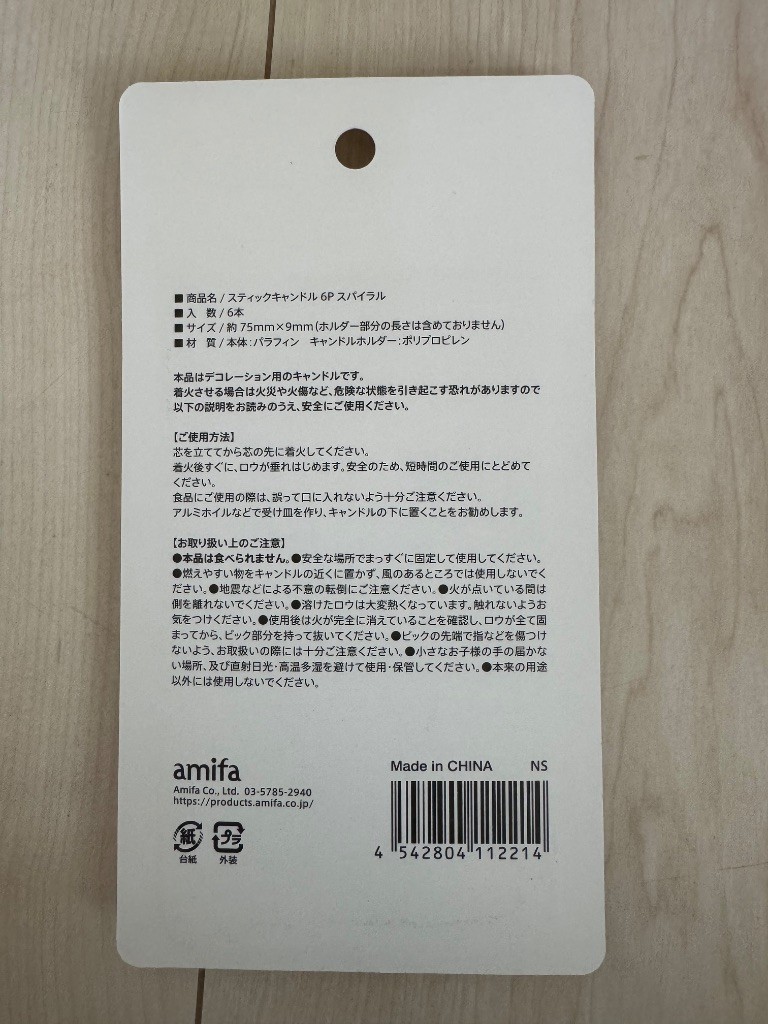 ■ 商品名 / スティックキャンドル 6P スパイラル
■ 入　数 / 6本
■ サイズ / 約 75mm×9mm(ホルダー部分の長さは含めておりません)
■ 材　質 / 本体:パラフィン　キャンドルホルダー:ポリプロピレン
本品はデコレーション用のキャンドルです。
着火させる場合は火災や火傷など、危険な状態を引き起こす恐れがありますので
以下の説明をお読みのうえ、安全にご使用ください。
【ご使用方法】
芯を立ててから芯の先に着火してください。
着火後すぐに、ロウが垂れはじめます。安全のため、短時間のご使用にとどめて
ください。
食品にご使用の際は、誤って口に入れないよう十分ご注意ください。
アルミホイルなどで受け皿を作り、キャンドルの下に置くことをお勧めします。
【お取り扱い上のご注意】
●本品は食べられません。●安全な場所でまっすぐに固定して使用してください。
●燃えやすい物をキャンドルの近くに置かず、風のあるところでは使用しないでく
ださい。●地震などによる不意の転倒にご注意ください。●火が点いている間は
側を離れないでください。●溶けたロウは大変熱くなっています。触れないようお
気をつけください。●使用後は火が完全に消えていることを確認し、ロウが全て固
まってから、ピック部分を持って抜いてください。●ピックの先端で指などを傷つけ
ないよう、お取扱いの際には十分ご注意ください。●小さなお子様の手の届かな
い場所、及び直射日光・高温多湿を避けて使用・保管してください。●本来の用途
以外には使用しないでください。
amifa
Amifa Co., Ltd. 03-5785-2940
https://products.amifa.co.jp/
紙 プラ
台紙 外装
Made in CHINA NS
4 542804 112214